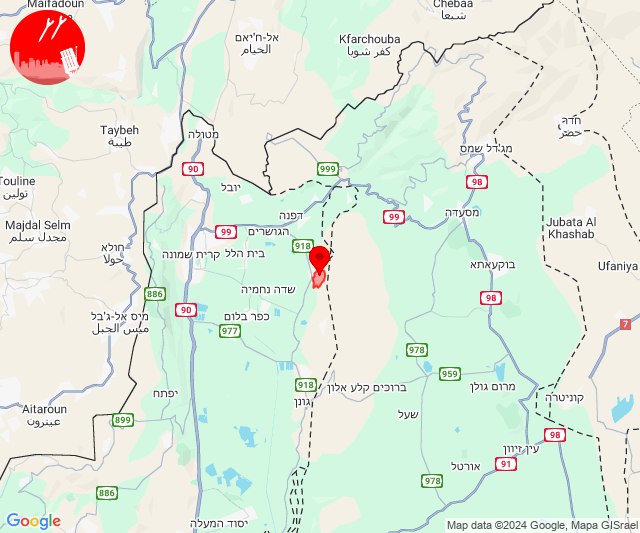 Maifadoun
Chebaa
شبعا
אל-ח'יאם
الخيام
Kfarchouba
كفر شوبا
Taybeh
طيبة
מטולה
חדר
حضر
מג'דל שמס
999
90
98
Touline
تولين
יובל
דפנה
99
99
מסעדה
Majdal Selm
مجدل سلم
חולא
حولا
הגושרים
918
Jubata Al
Khashab
קרית שמונה
בית הלל
בוקעאתא
Ufaniya
886
שדה נחמיה
98
90
מיס אל-ג'בל
ميس الجبل
כפר בלום
977
7
978
959
918
ברוכים קלע אלון
מרום גולן
יפתח
גונן
קוניטרה
Aitaroun
عيترون
899
שעל
98
עין זיוון
91
אורטל
978
886
יסוד המעלה
Google
Map data ©2024 Google, Mapa GISrael